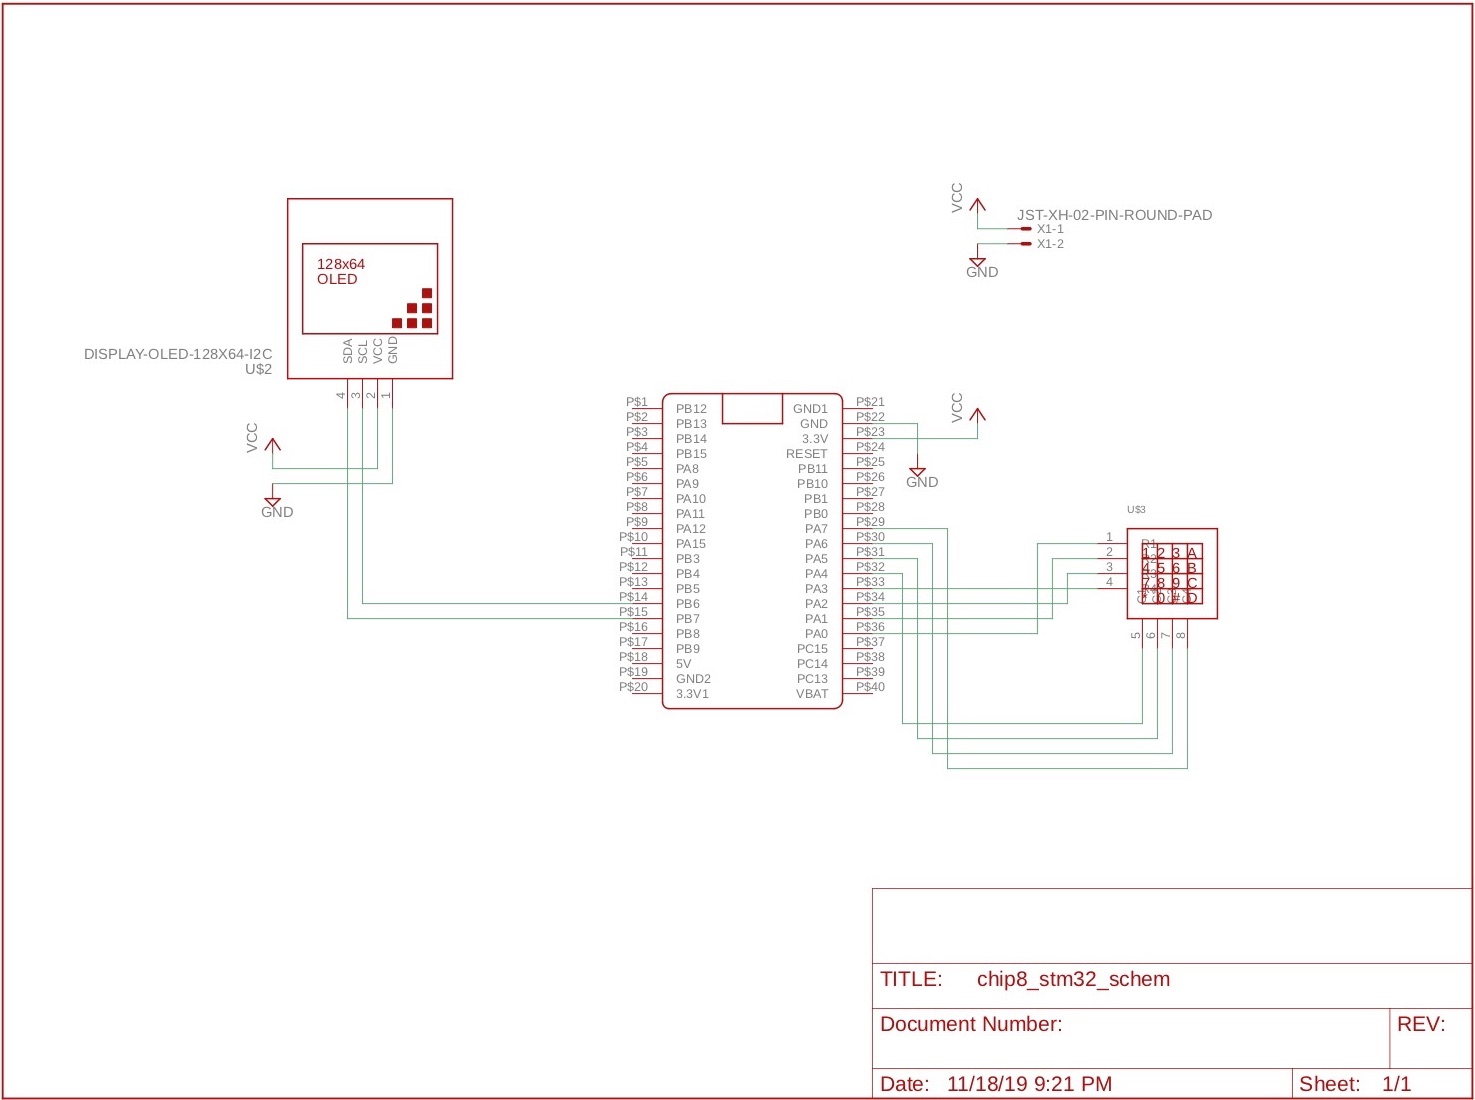 VCC
JST-XH-02-PIN-ROUND-PAD
X1-1
X1-2
GND
128x64
OLED
SDA
SCL
VCC
GND
DISPLAY-OLED-128X64-I2C
U$2
4
3
2
1
VCC
GND
P$1 PB12 GND1 P$21
P$2 PB13 GND P$22
P$3 PB14 3.3V P$23
P$4 PB15 RESET P$24
P$5 PA8 PB11 P$25
P$6 PA9 PB10 P$26
P$7 PA10 PB1 P$27
P$8 PA11 PB0 P$28
P$9 PA12 PA7 P$29
P$10 PA15 PA6 P$30
P$11 PB3 PA5 P$31
P$12 PB4 PA4 P$32
P$13 PB5 PA3 P$33
P$14 PB6 PA2 P$34
P$15 PB7 PA1 P$35
P$16 PB8 PA0 P$36
P$17 PB9 PC15 P$37
P$18 5V PC14 P$38
P$19 GND2 PC13 P$39
P$20 3.3V1 VBAT P$40
VCC
GND
U$3
1
2
3
4
R1
1 2 3 A
4 5 6 B
7 8 9 C
* 0 # D
5
6
7
8
TITLE: chip8_stm32_schem
Document Number:
REV:
Date: 11/18/19 9:21 PM
Sheet: 1/1